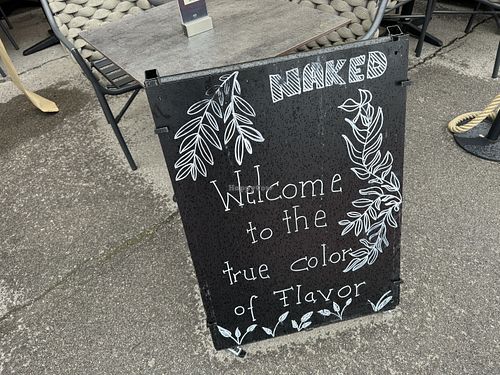 NAKED
Welcome
to the
true color
of Flavor